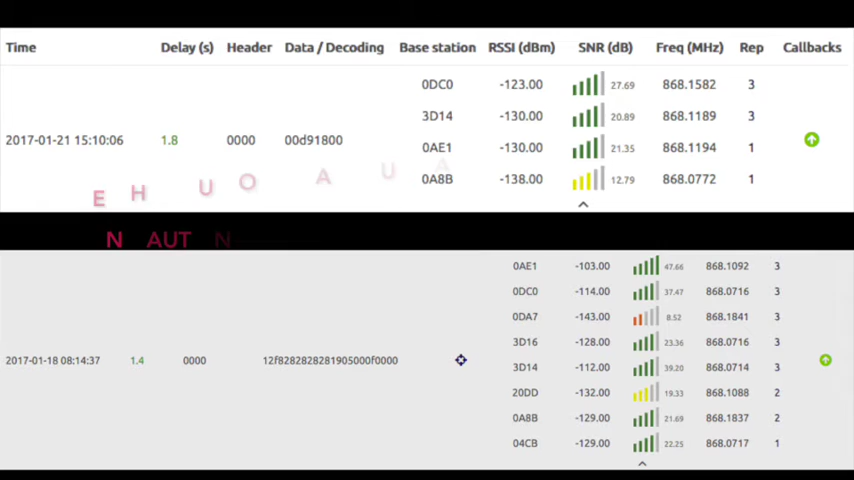 Time Delay (s) Header Data / Decoding Base station RSSI (dBm) SNR (dB) Freq (MHz) Rep Callbacks
0DC0 -123.00 27.69 868.1582 3
3D14 -130.00 20.89 868.1189 3
2017-01-21 15:10:06 1.8 0000 00d91800
0AE1 -130.00 21.35 868.1194 1
0A8B -138.00 12.79 868.0772 1
E H U O A U A
N AUT N
0AE1 -103.00 47.66 868.1092 3
0DC0 -114.00 37.47 868.0716 3
0DA7 -143.00 8.52 868.1841 3
3D16 -128.00 23.36 868.0716 3
2017-01-18 08:14:37 1.4 0000 12f8282828281905000f0000
3D14 -112.00 39.20 868.0714 3
20DD -132.00 19.33 868.1088 2
0A8B -129.00 21.69 868.1837 2
04CB -129.00 22.25 868.0717 1